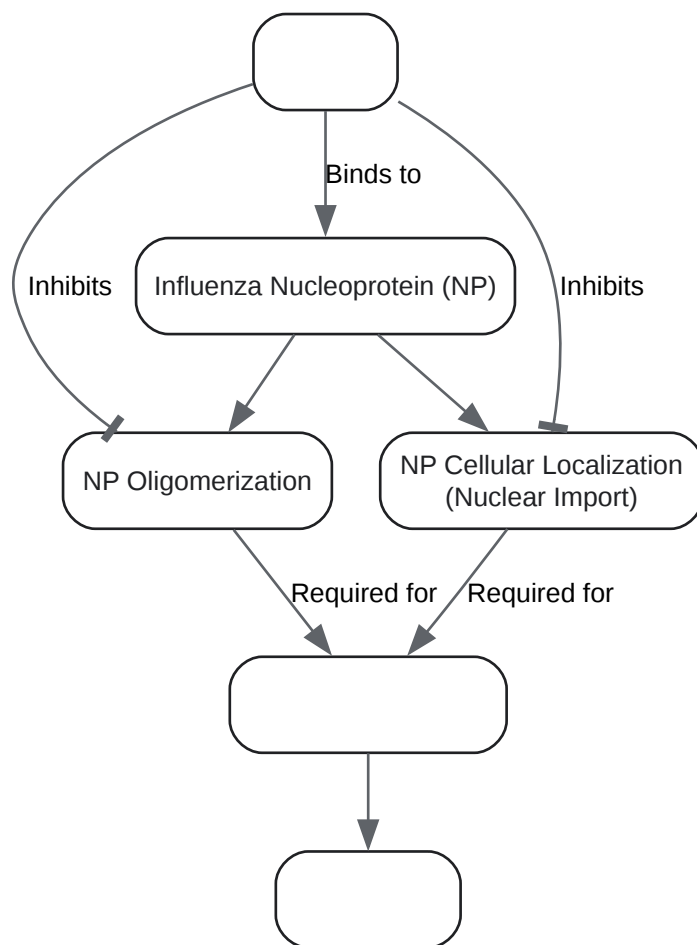 Binds to
Influenza Nucleoprotein (NP)
Inhibits
Inhibits
NP Oligomerization
NP Cellular Localization
(Nuclear Import)
Required for
Required for